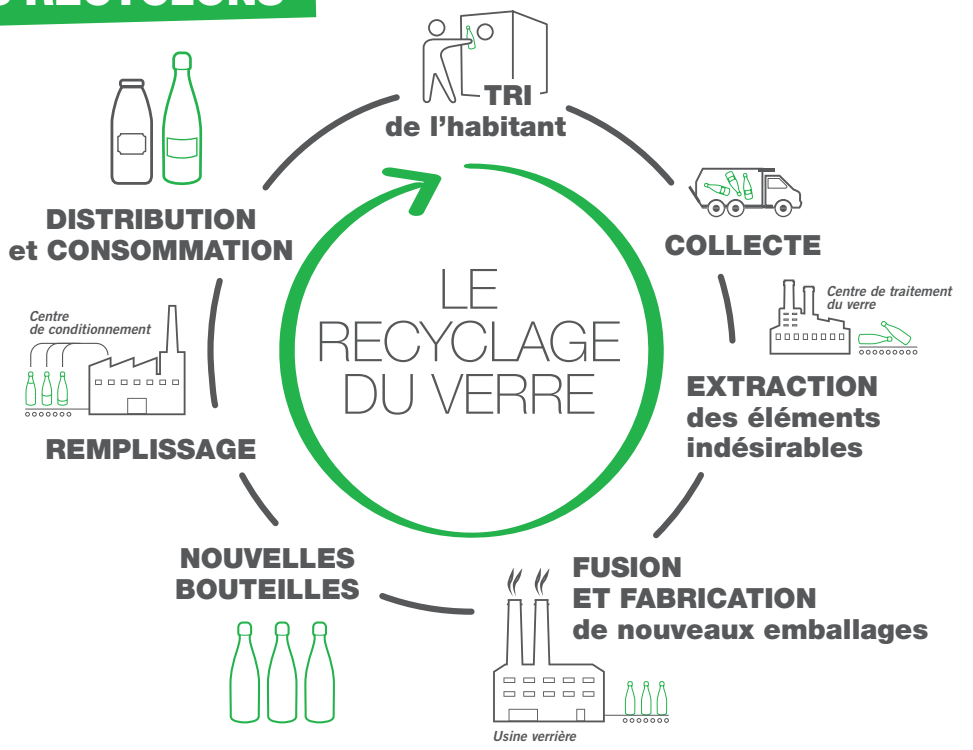 RECYCLONS
TRI
de l'habitant
COLLECTE
Centre de traitement
du verre
EXTRACTION
des éléments
indésirables
FUSION
ET FABRICATION
de nouveaux emballages
Usine verrière
NOUVELLES
BOUTEILLES
REMPLISSAGE
Centre
de conditionnement
DISTRIBUTION
et CONSOMMATION
LE
RECYCLAGE
DU VERRE